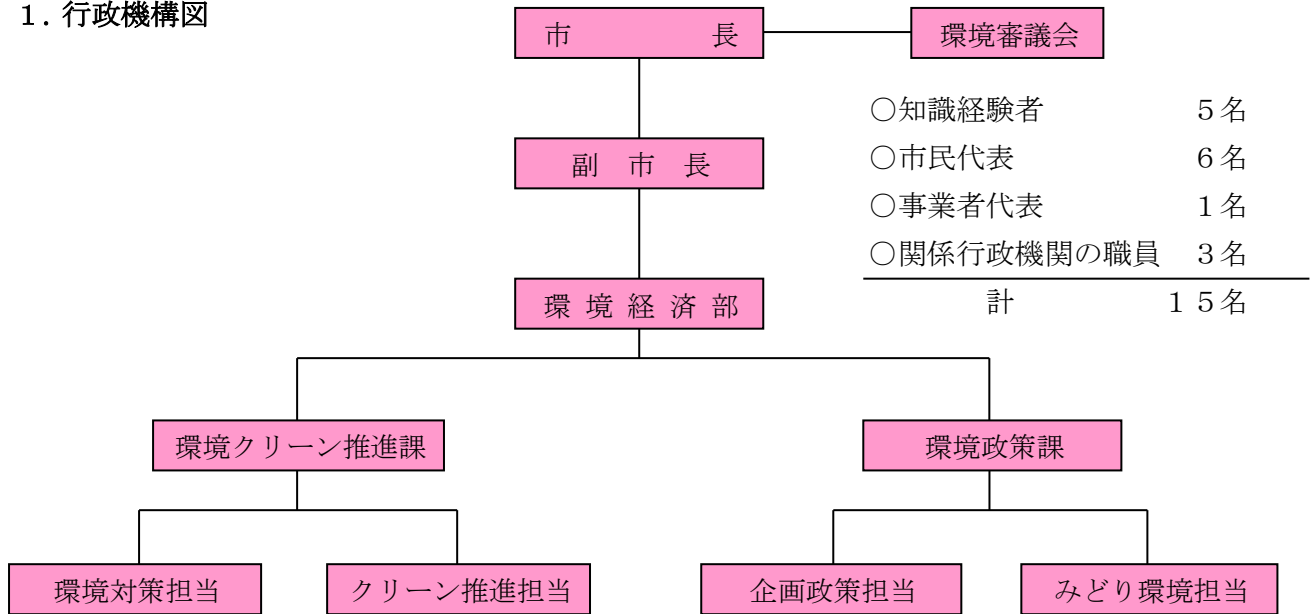 １．行政機構図
市　　　　　長
環境審議会
○知識経験者　５名
○市民代表　６名
○事業者代表　１名
○関係行政機関の職員　３名
計　１５名
副　市　長
環 境 経 済 部
環境クリーン推進課
環境政策課
環境対策担当
クリーン推進担当
企画政策担当
みどり環境担当